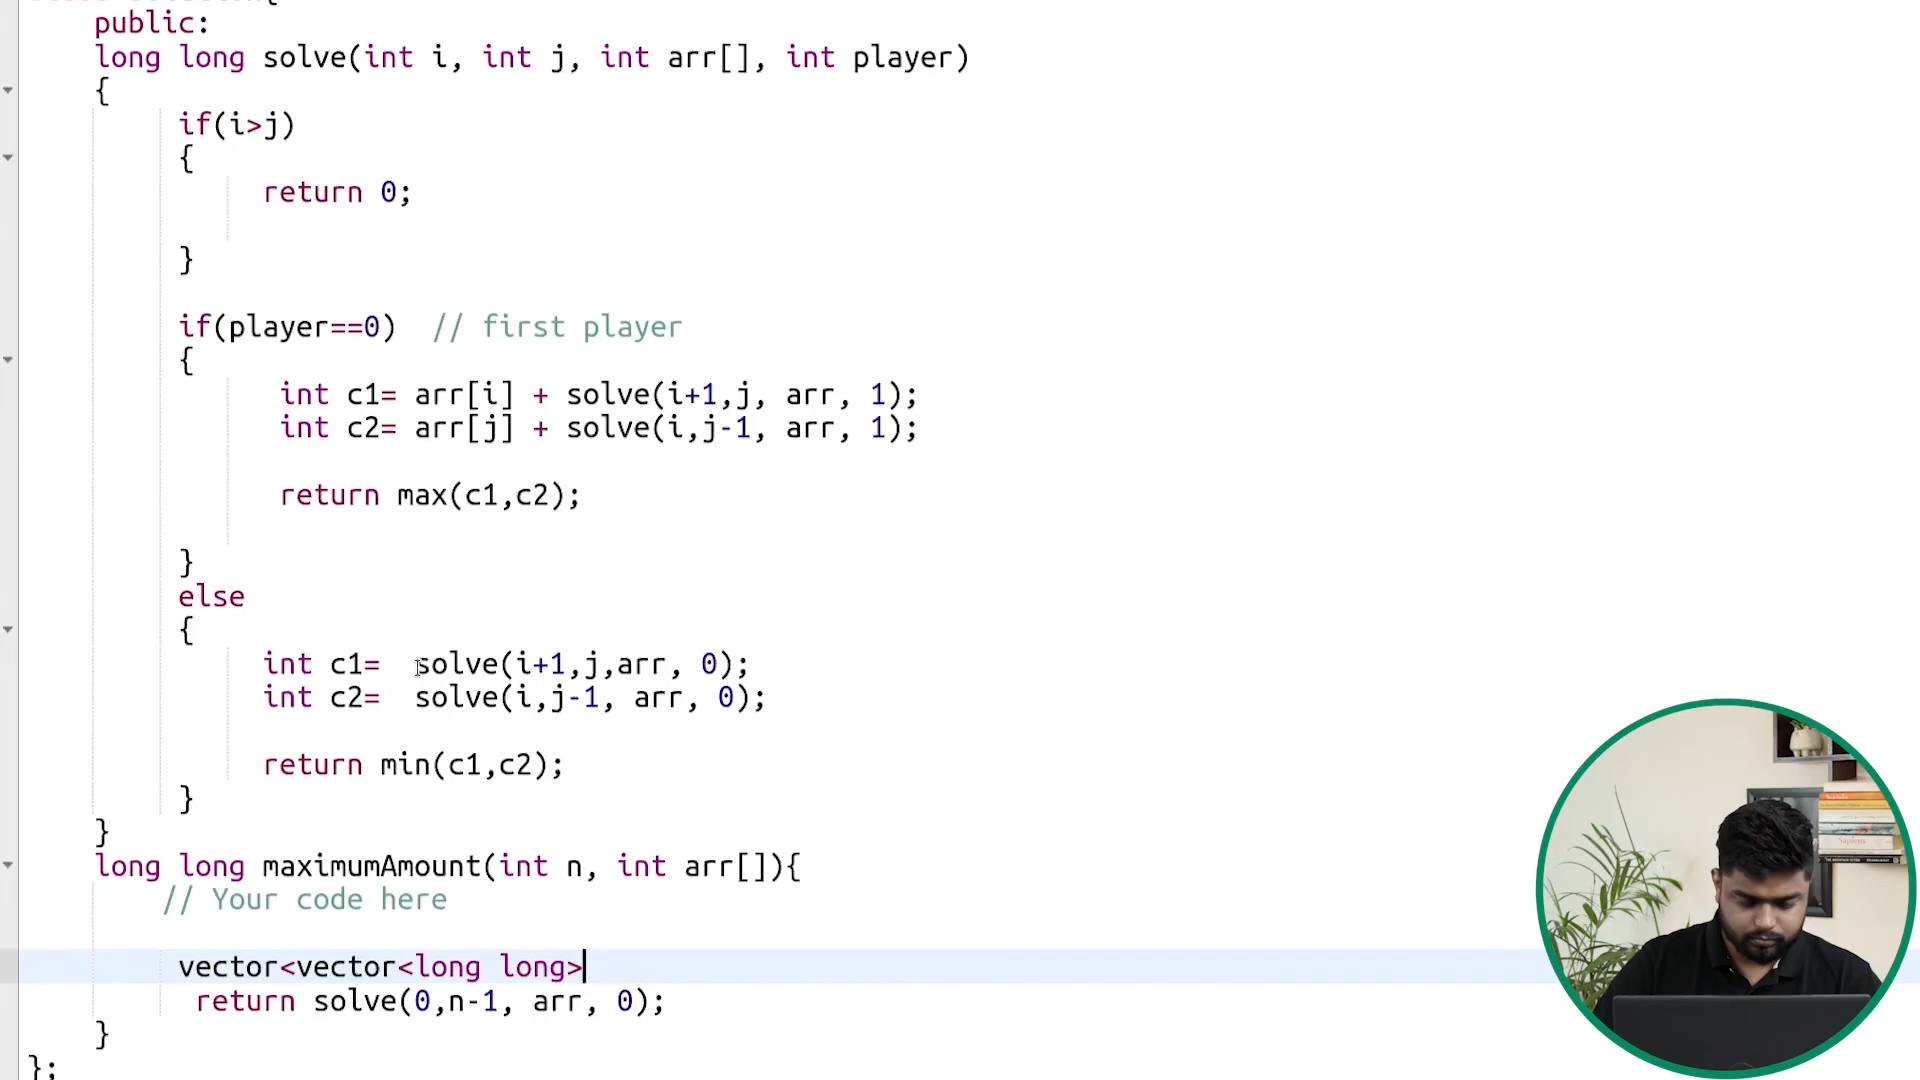 public:
long long solve(int i, int j, int arr[], int player)
{
if(i>j)
{
return 0;
}
if(player==0) // first player
{
int c1= arr[i] + solve(i+1,j, arr, 1);
int c2= arr[j] + solve(i,j-1, arr, 1);
return max(c1,c2);
}
else
{
int c1= solve(i+1,j,arr, 0);
int c2= solve(i,j-1, arr, 0);
return min(c1,c2);
}
}
long long maximumAmount(int n, int arr[]){
// Your code here
vector<vector<long long>
return solve(0,n-1, arr, 0);
}
};
Sapiens